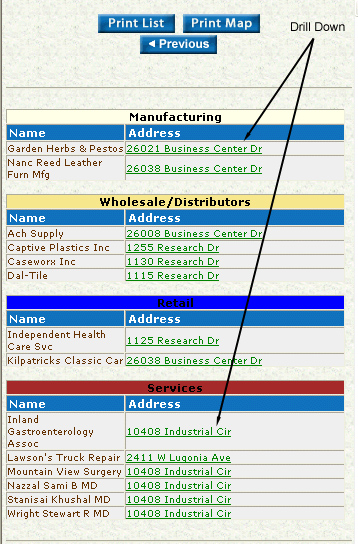 Print List Print Map
Drill Down
Previous
Manufacturing
Name Address
Garden Herbs & Pestos 26021 Business Center Dr
Nanc Reed Leather
Furn Mfg 26038 Business Center Dr
Wholesale/Distributors
Name Address
Ach Supply 26008 Business Center Dr
Captive Plastics Inc 1255 Research Dr
Caseworx Inc 1130 Research Dr
Dal-Tile 1115 Research Dr
Retail
Name Address
Independent Health
Care Svc 1125 Research Dr
Kilpatricks Classic Car 26038 Business Center Dr
Services
Name Address
Inland
Gastroenterology 10408 Industrial Cir
Assoc
Lawson's Truck Repair 2411 W Lugonia Ave
Mountain View Surgery 10408 Industrial Cir
Nazzal Sami B MD 10408 Industrial Cir
Stanisai Khushal MD 10408 Industrial Cir
Wright Stewart R MD 10408 Industrial Cir